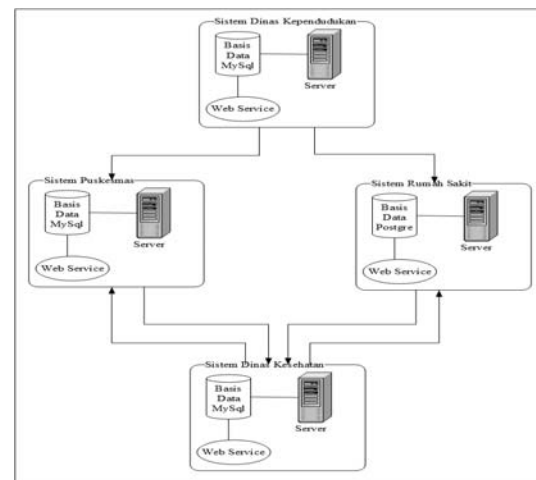 Sistem Dinas Kependudukan
Basis
Data
MySql
Server
Web Service
Sistem Puskesmas
Basis
Data
MySql
Server
Web Service
Sistem Rumah Sakit
Basis
Data
Postgre
Server
Web Service
Sistem Dinas Kesehatan
Basis
Data
MySql
Server
Web Service